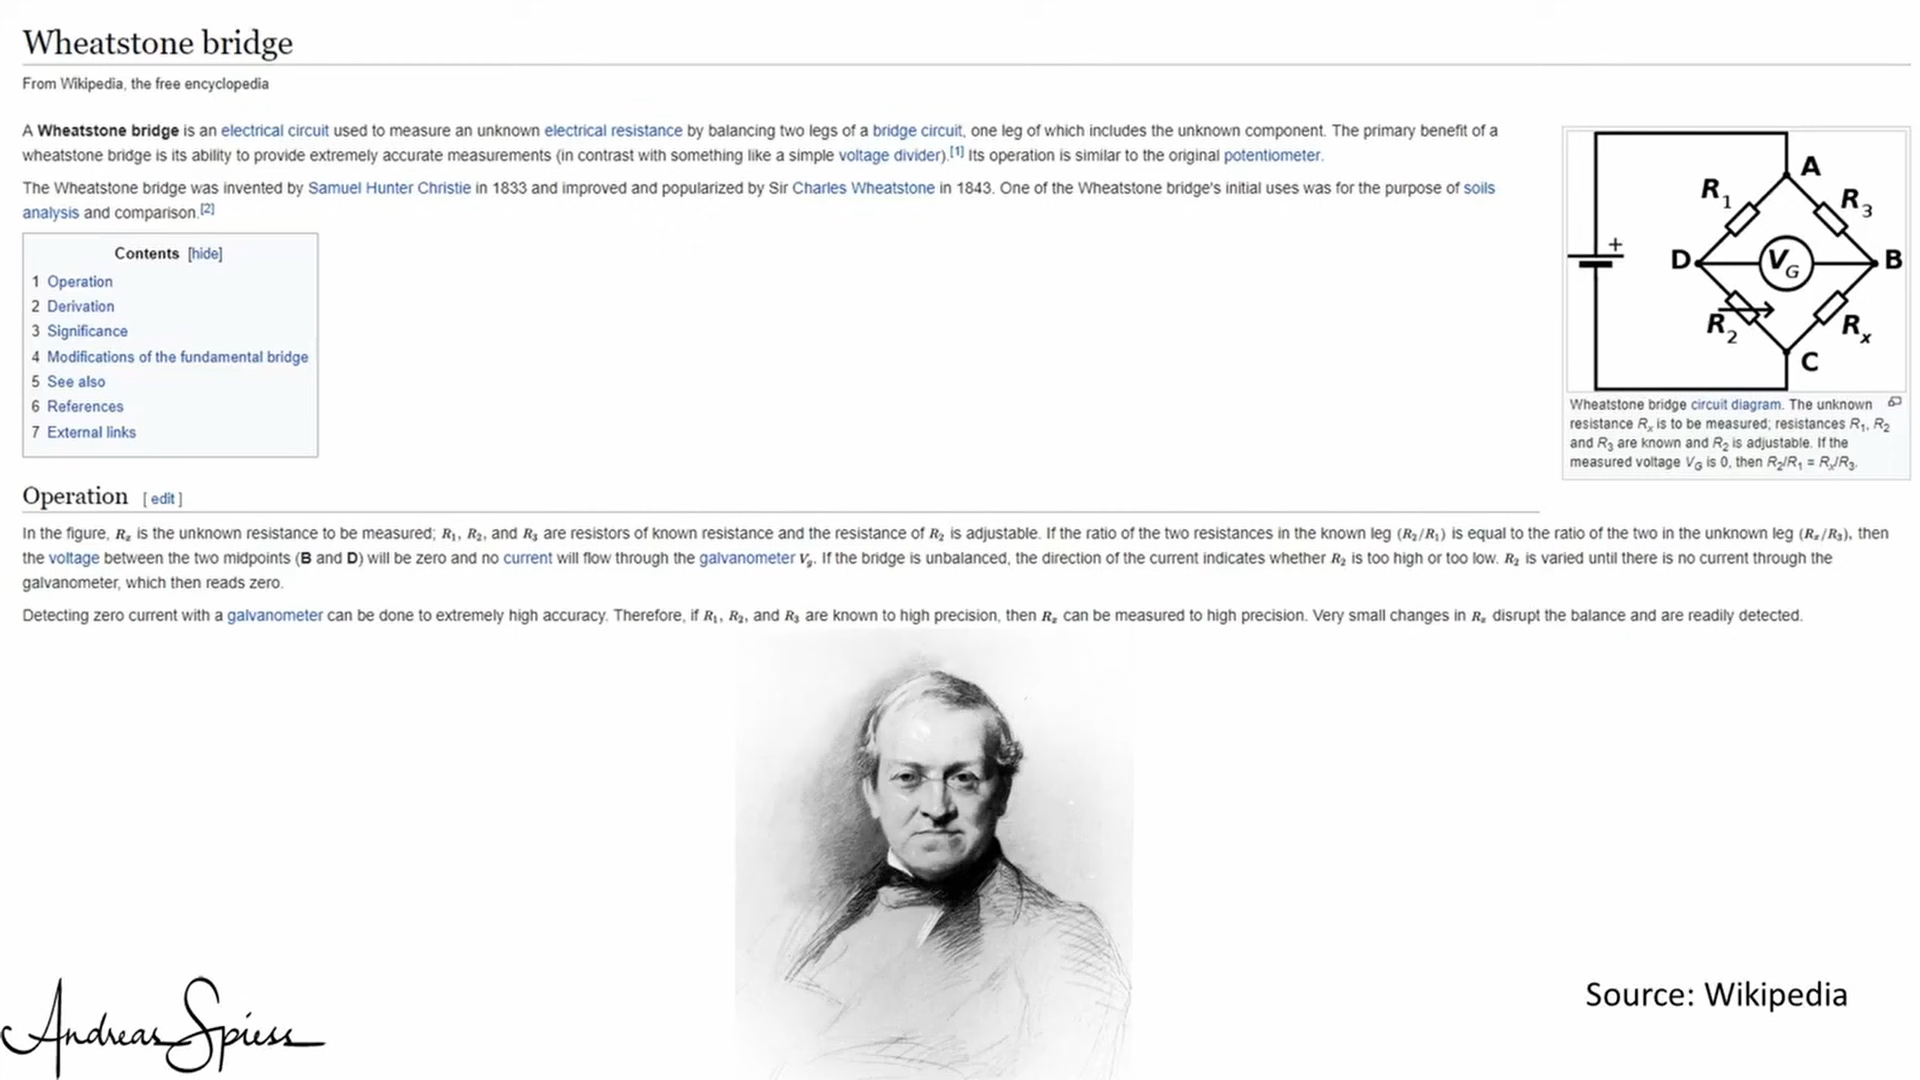 Wheatstone bridge
From Wikipedia, the free encyclopedia
A Wheatstone bridge is an electrical circuit used to measure an unknown electrical resistance by balancing two legs of a bridge circuit, one leg of which includes the unknown component. The primary benefit of a
wheatstone bridge is its ability to provide extremely accurate measurements (in contrast with something like a simple voltage divider).[1] Its operation is similar to the original potentiometer.
The Wheatstone bridge was invented by Samuel Hunter Christie in 1833 and improved and popularized by Sir Charles Wheatstone in 1843. One of the Wheatstone bridge's initial uses was for the purpose of soils
analysis and comparison.[2]
Contents [hide]
1 Operation
2 Derivation
3 Significance
4 Modifications of the fundamental bridge
5 See also
6 References
7 External links
A
R1
R3
+
D
VG
B
R2
Rx
C
Wheatstone bridge circuit diagram. The unknown
resistance Rx is to be measured; resistances R1, R2
and R3 are known and R2 is adjustable. If the
measured voltage VG is 0, then R2/R1 = Rx/R3.
Operation [ edit ]
In the figure, Rx is the unknown resistance to be measured; R1, R2, and R3 are resistors of known resistance and the resistance of R2 is adjustable. If the ratio of the two resistances in the known leg (R2/R1) is equal to the ratio of the two in the unknown leg (Rx/R3), then
the voltage between the two midpoints (B and D) will be zero and no current will flow through the galvanometer Vg. If the bridge is unbalanced, the direction of the current indicates whether R2 is too high or too low. R2 is varied until there is no current through the
galvanometer, which then reads zero.
Detecting zero current with a galvanometer can be done to extremely high accuracy. Therefore, if R1, R2, and R3 are known to high precision, then Rx can be measured to high precision. Very small changes in Rx disrupt the balance and are readily detected.
Andreas Spiess
Source: Wikipedia